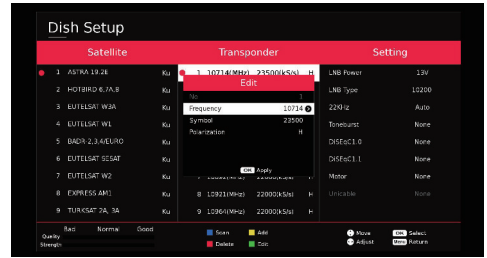 Dish Setup
Satellite Transponder Setting
1 ASTRA 19.2E Ku
2 HOTBIRD 6,7A,8 Ku
3 EUTELSAT W3A Ku
4 EUTELSAT W1 Ku
5 BADR-2,3,4/EURO Ku
6 EUTELSAT SESAT Ku
7 EUTELSAT W2 Ku
8 EXPRESS AM1 Ku
9 TURKSAT 2A, 3A Ku
1 10714(MHz) 23500(kS/s) H
Edit
No 1
Frequency 10714
Symbol 23500
Polarization H
OK Apply
8 10921(MHz) 22000(kS/s) H
9 10964(MHz) 22000(kS/s) H
LNB Power 13V
LNB Type 10200
22KHz Auto
Toneburst None
DiSEqC1.0 None
DiSEqC1.1 None
Motor None
Unicable None
Bad Normal Good
Quality
Strength
Scan Add
Delete Edit
Move OK Select
Adjust Menu Return